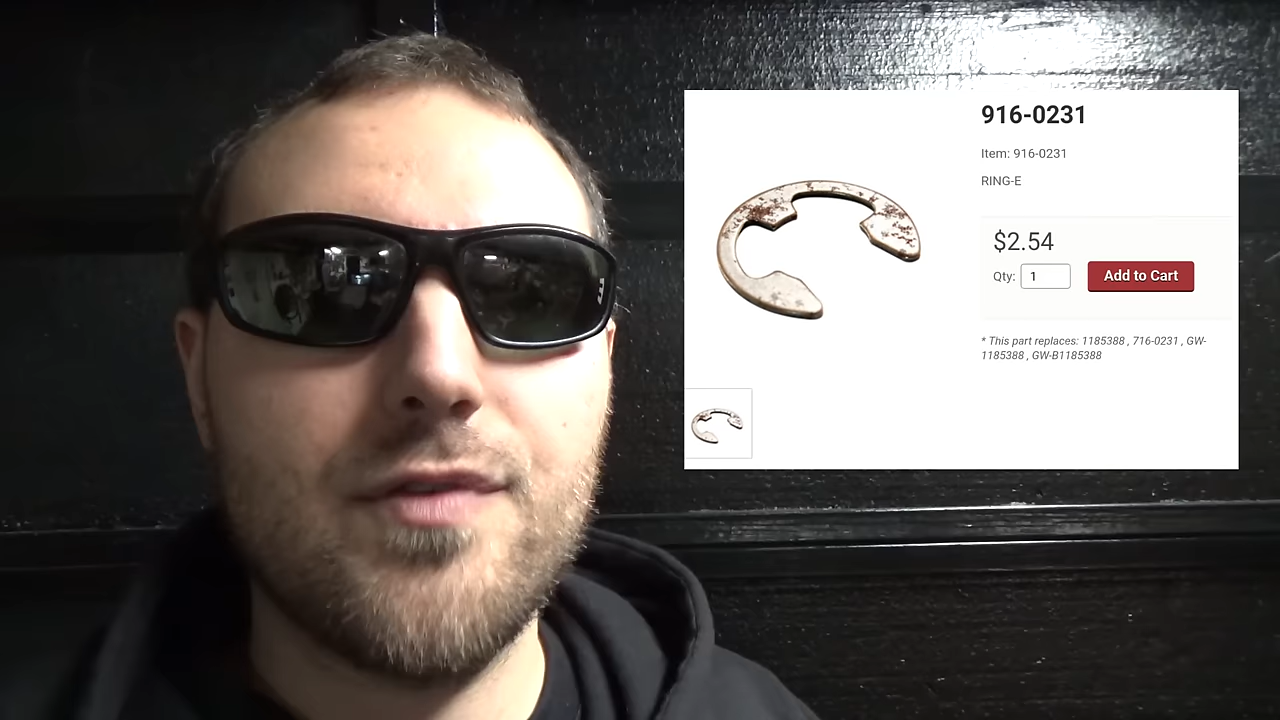 916-0231
Item: 916-0231
RING-E
$2.54
Qty: 1 Add to Cart
* This part replaces: 1185388 , 716-0231 , GW-
1185388 , GW-B1185388